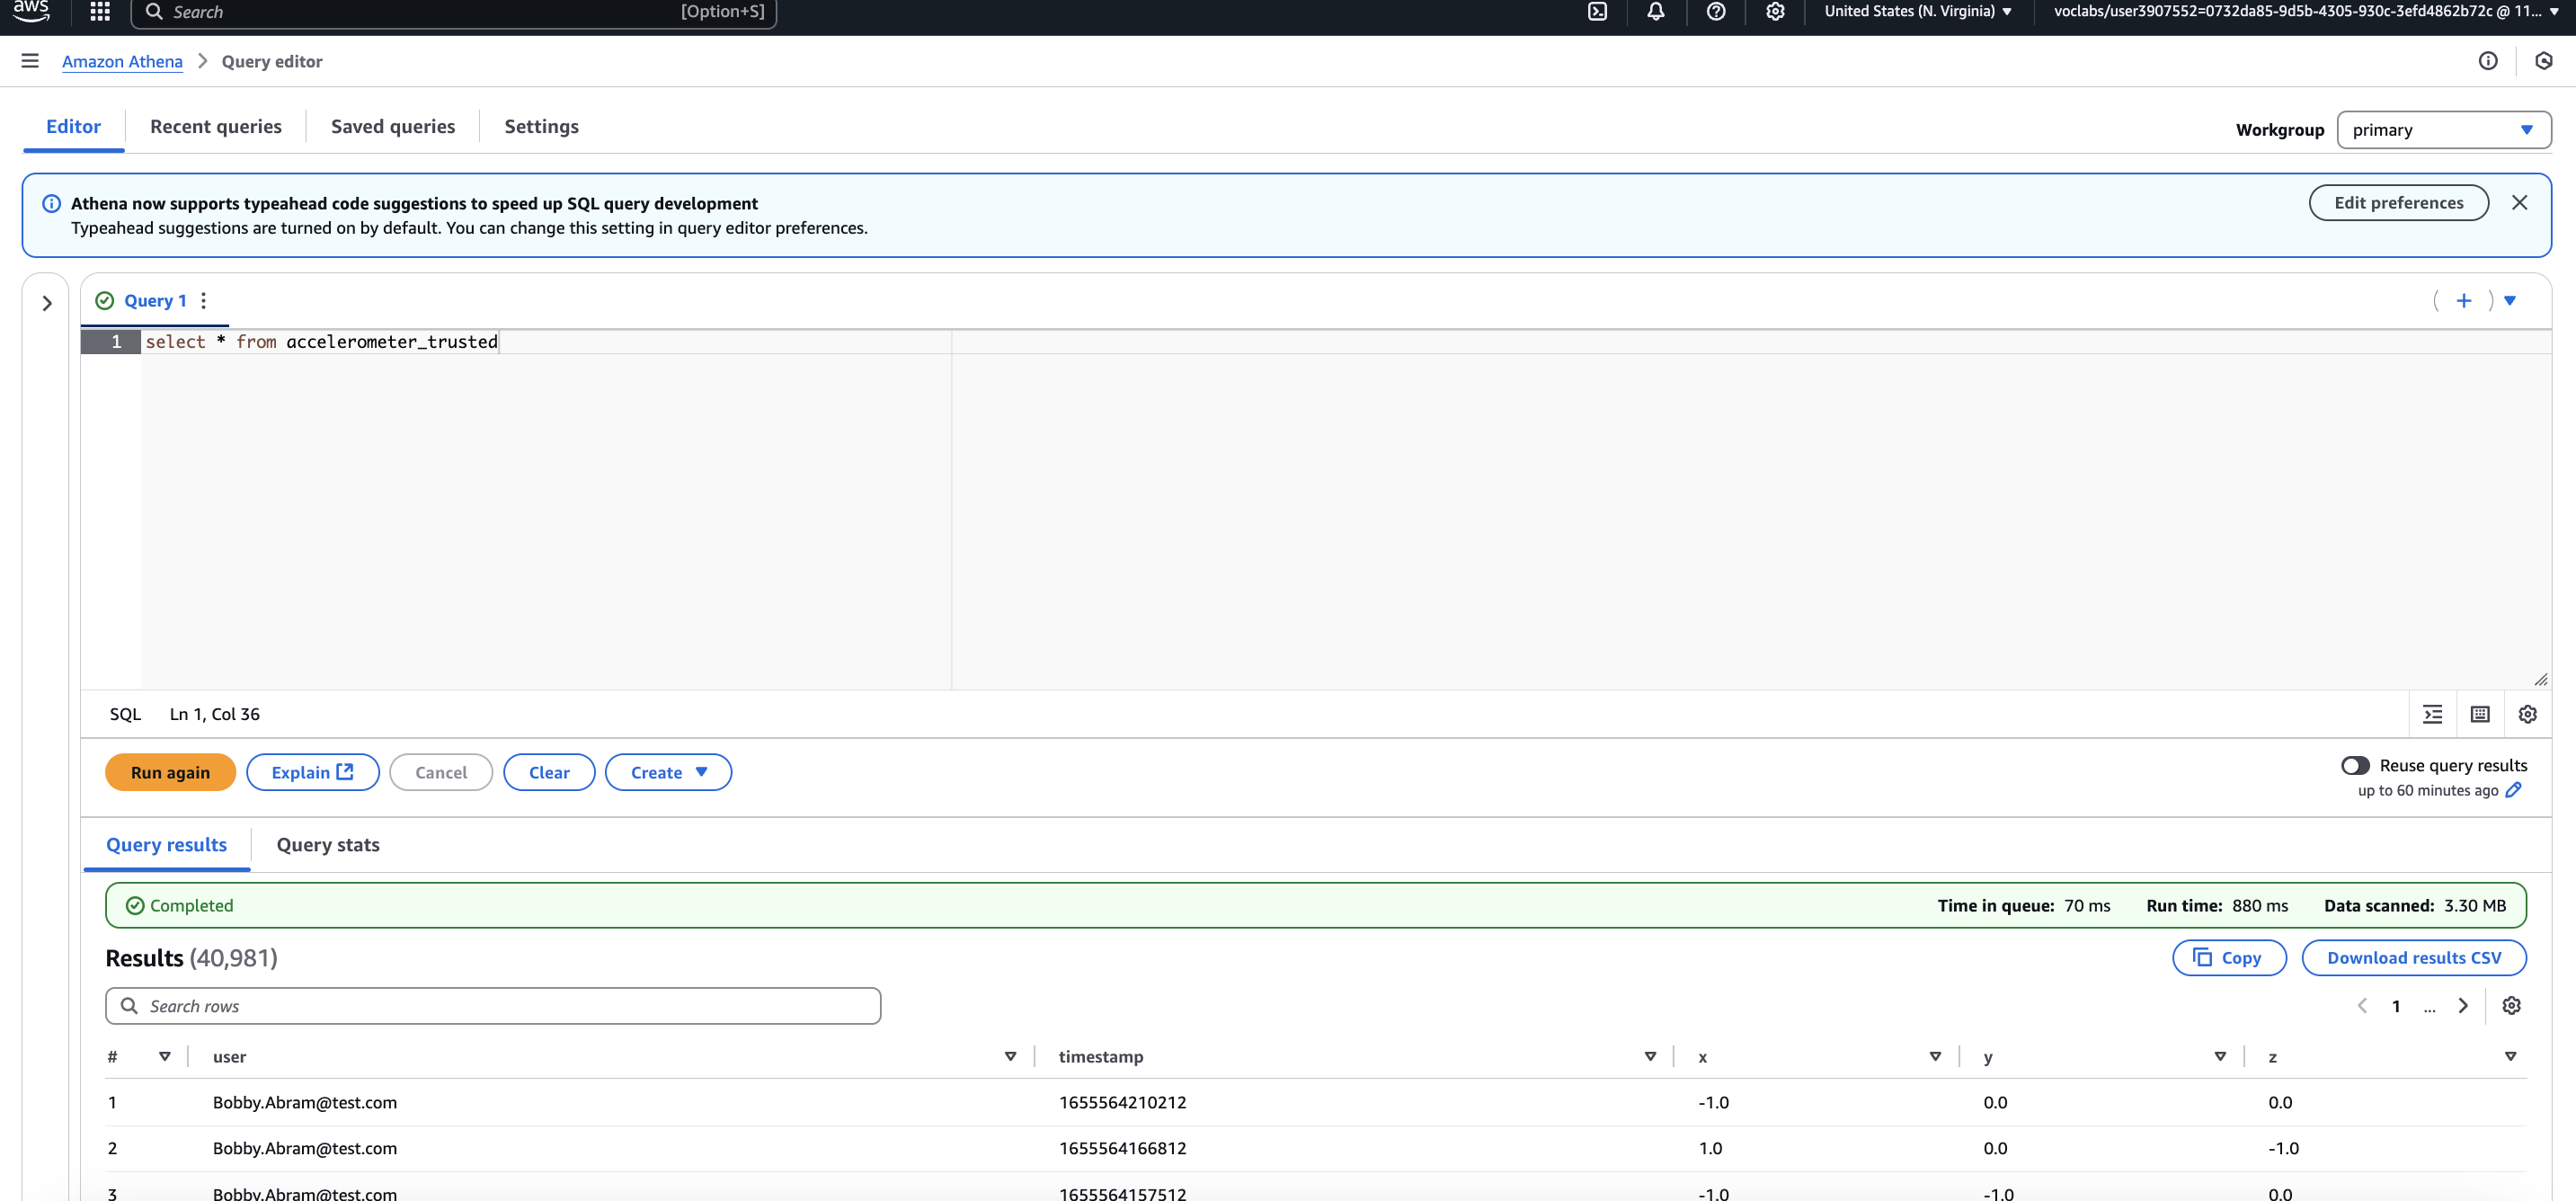 aws
Search [Option+S] United States (N. Virginia) voclabs/user3907552=0732da85-9d5b-4305-930c-3efd4862b72c @ 11...
Amazon Athena > Query editor
Editor Recent queries Saved queries Settings Workgroup primary
Athena now supports typeahead code suggestions to speed up SQL query development
Typeahead suggestions are turned on by default. You can change this setting in query editor preferences.
Edit preferences
Query 1
1 select * from accelerometer_trusted
SQL Ln 1, Col 36
Run again Explain Cancel Clear Create Reuse query results
up to 60 minutes ago
Query results Query stats
Completed Time in queue: 70 ms Run time: 880 ms Data scanned: 3.30 MB
Results (40,981) Copy Download results CSV
Search rows 1 ...
# user timestamp x y z
1 Bobby.Abram@test.com 1655564210212 -1.0 0.0 0.0
2 Bobby.Abram@test.com 1655564166812 1.0 0.0 -1.0
3 Bobby.Abram@test.com 1655564157512 -1.0 -1.0 0.0